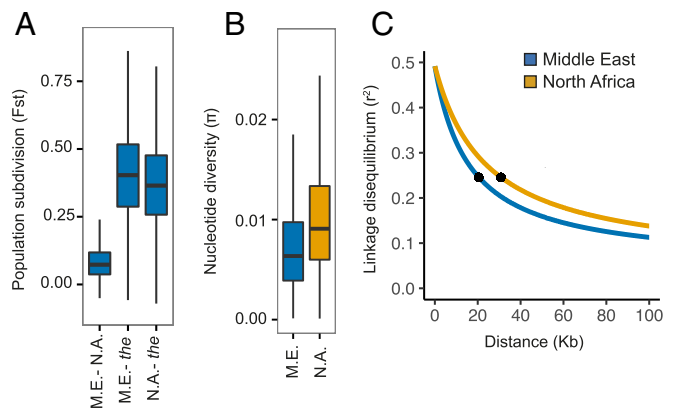 A
Population subdivision (Fst)
0.75
0.50
0.25
0.00
M.E.- N.A.
M.E.- the
N.A.- the
B
Nucleotide diversity (π)
0.02
0.01
0.00
M.E.
N.A.
C
Linkage disequilibrium (r²)
0.5
0.4
0.3
0.2
0.1
0.0
Middle East
North Africa
0 20 40 60 80 100
Distance (Kb)